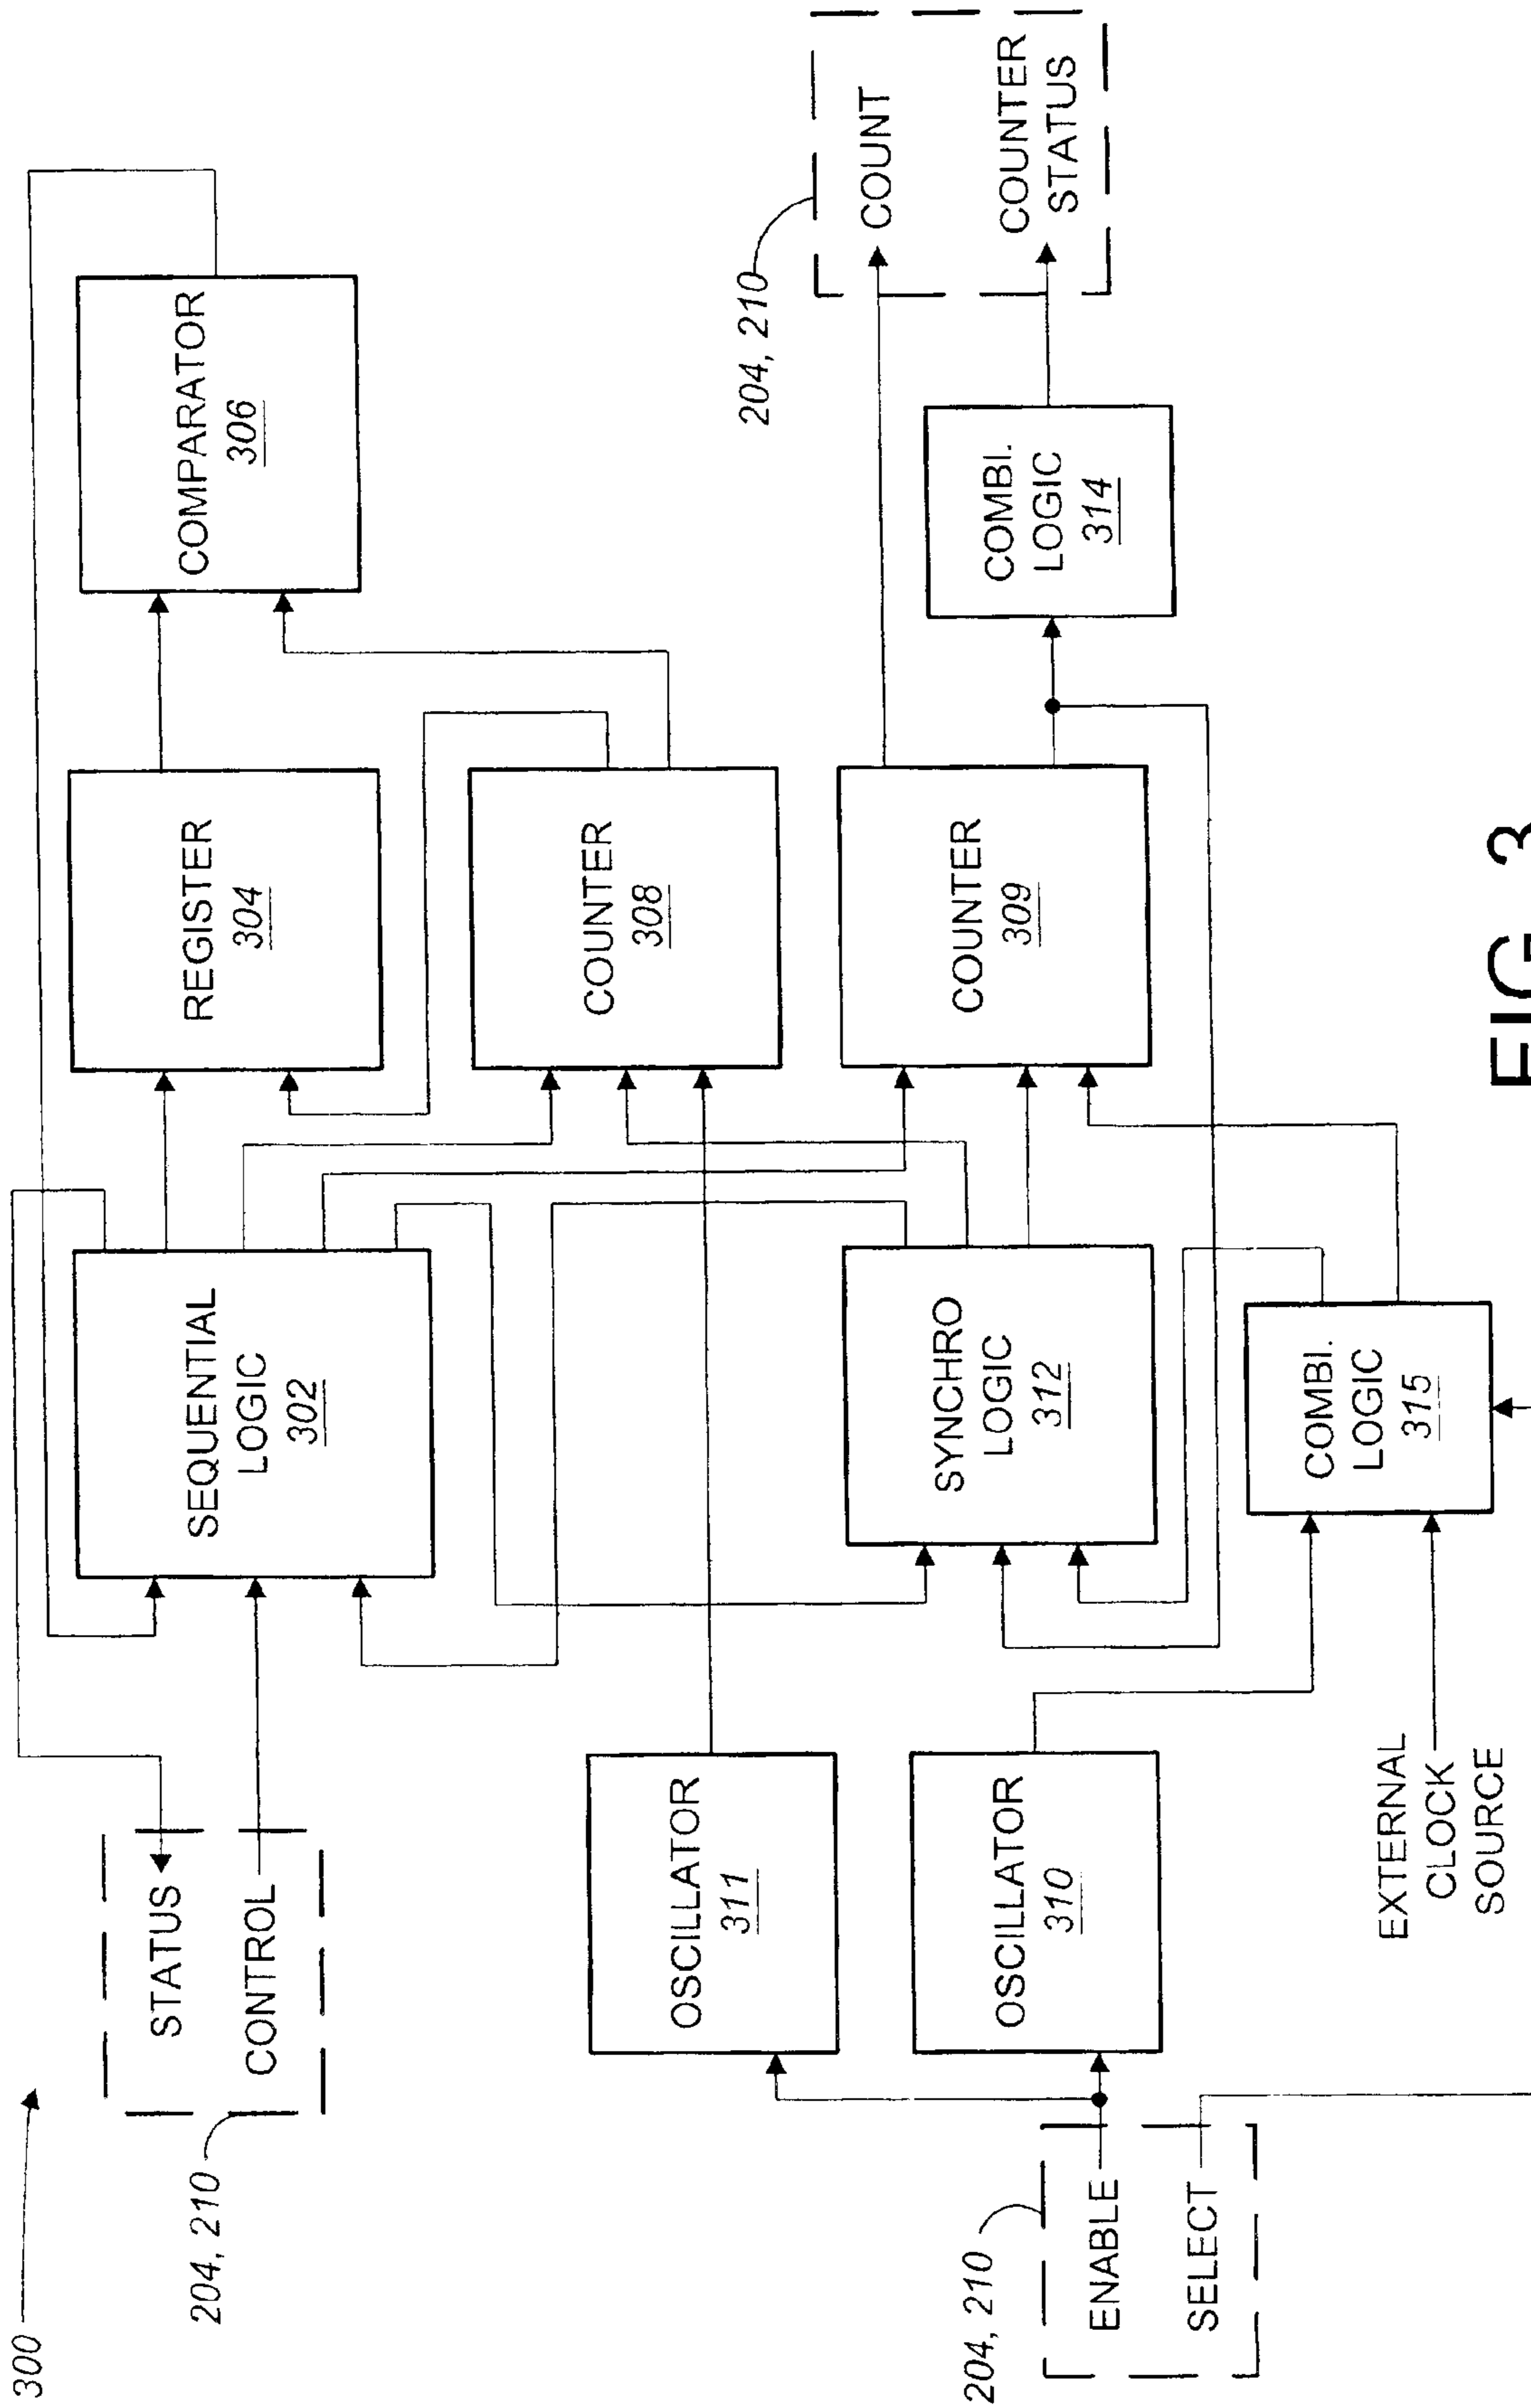 300
204, 210
STATUS
CONTROL
SEQUENTIAL
LOGIC
302
REGISTER
304
COMPARATOR
306
OSCILLATOR
311
COUNTER
308
204, 210
ENABLE
SELECT
OSCILLATOR
310
SYNCHRO
LOGIC
312
COUNTER
309
COMBI.
LOGIC
314
204, 210
COUNT
COUNTER
STATUS
EXTERNAL
CLOCK
SOURCE
COMBI.
LOGIC
315
FIG. 3